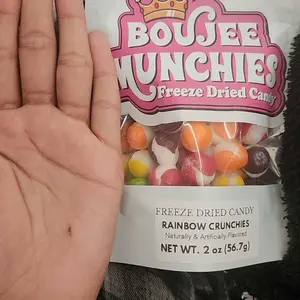 BOUJEE
MUNCHIES
Freeze Dried Candy
FREEZE DRIED CANDY
RAINBOW CRUNCHIES
Naturally & Artificially Flavored
NET WT. 2 oz (56.7g)